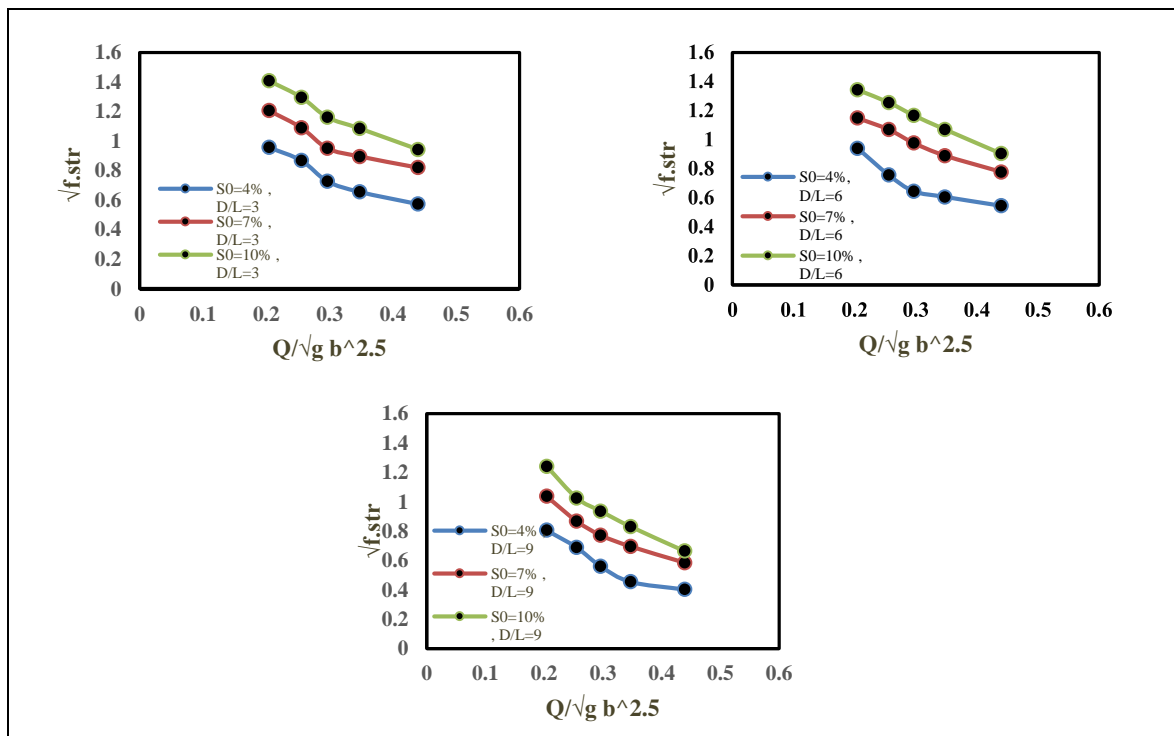 1.6
1.4
1.2
1
0.8
0.6
0.4
0.2
0
√f.str
S0=4% ,
D/L=3
S0=7% ,
D/L=3
S0=10% ,
D/L=3
0 0.1 0.2 0.3 0.4 0.5 0.6
Q/√g b^2.5
1.6
1.4
1.2
1
0.8
0.6
0.4
0.2
0
√f.str
S0=4%,
D/L=6
S0=7% ,
D/L=6
S0=10% ,
D/L=6
0 0.1 0.2 0.3 0.4 0.5 0.6
Q/√g b^2.5
1.6
1.4
1.2
1
0.8
0.6
0.4
0.2
0
√f.str
S0=4%
D/L=9
S0=7% ,
D/L=9
S0=10%
, D/L=9
0 0.1 0.2 0.3 0.4 0.5 0.6
Q/√g b^2.5